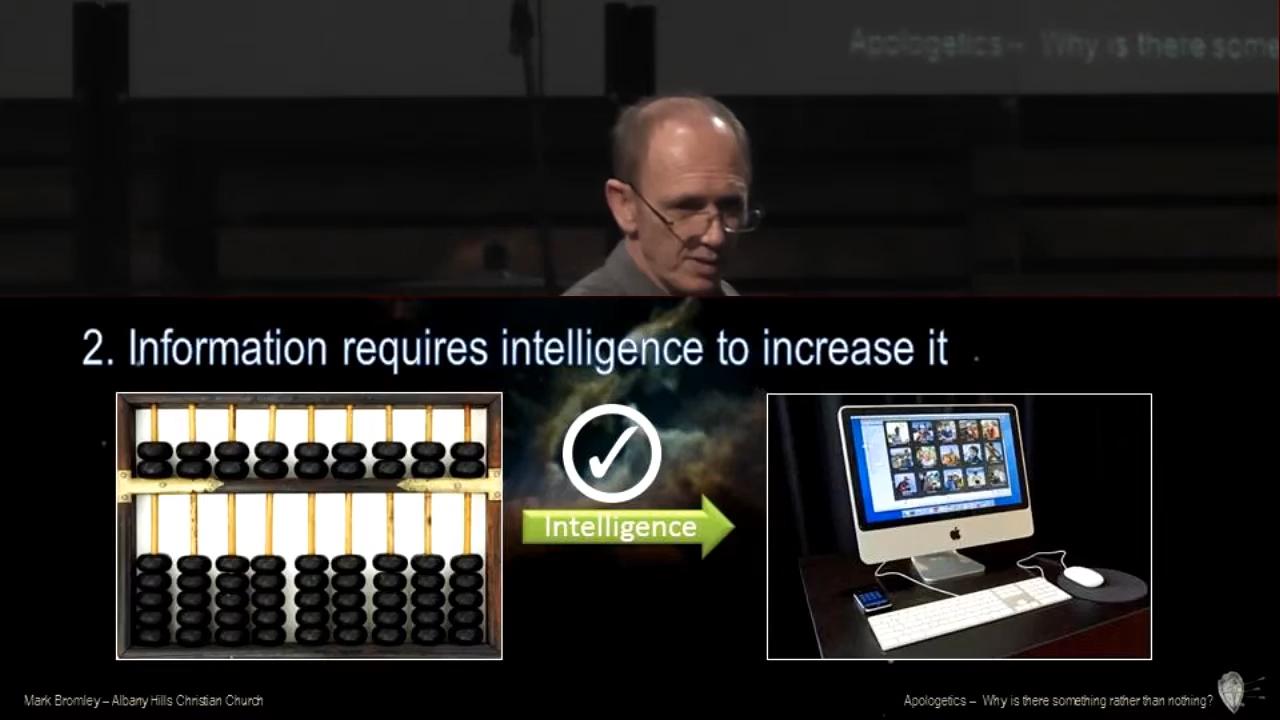 Apologetics – Why is there some
2. Information requires intelligence to increase it
Intelligence
Mark Bromley – Albany Hills Christian Church
Apologetics – Why is there something rather than nothing?